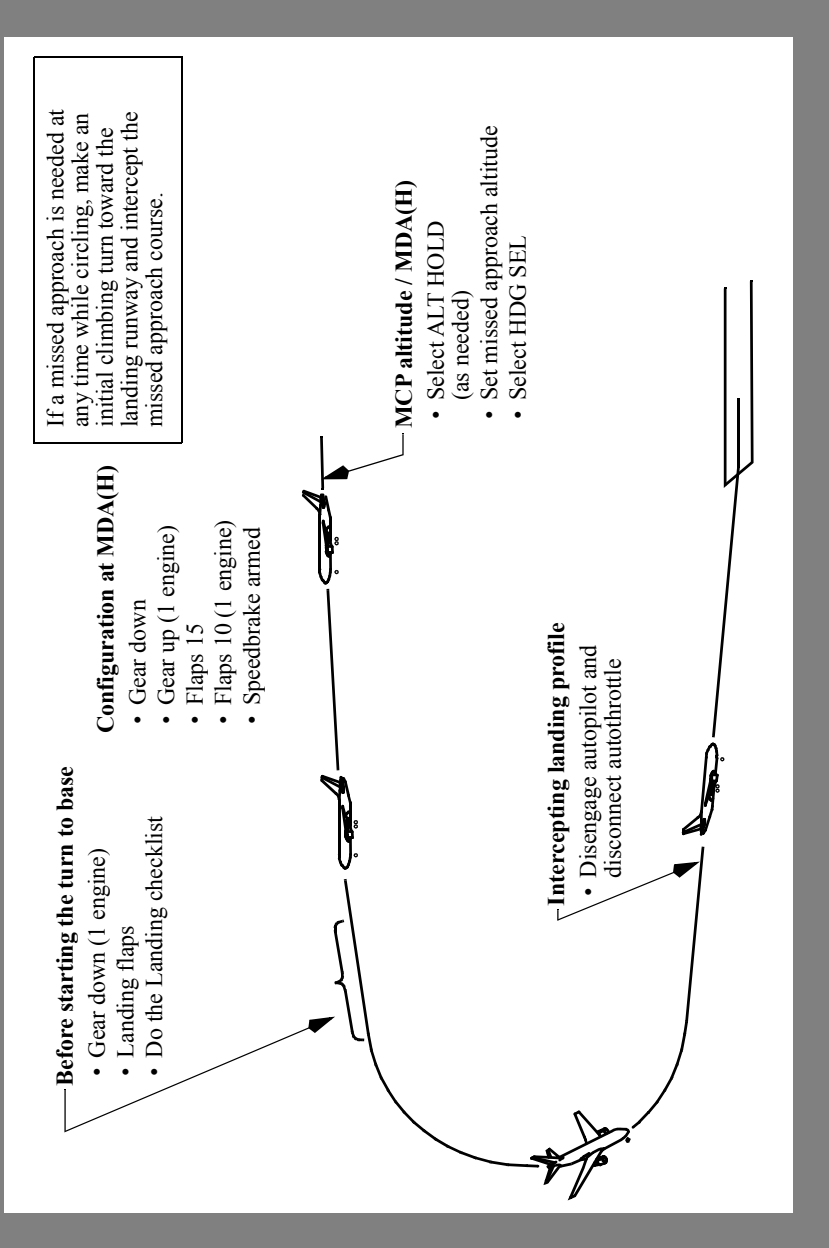 If a missed approach is needed at
any time while circling, make an
initial climbing turn toward the
landing runway and intercept the
missed approach course.
Before starting the turn to base
• Gear down (1 engine)
• Landing flaps
• Do the Landing checklist
Configuration at MDA(H)
• Gear down
• Gear up (1 engine)
• Flaps 15
• Flaps 10 (1 engine)
• Speedbrake armed
MCP altitude / MDA(H)
• Select ALT HOLD
(as needed)
• Set missed approach altitude
• Select HDG SEL
Intercepting landing profile
• Disengage autopilot and
disconnect autothrottle